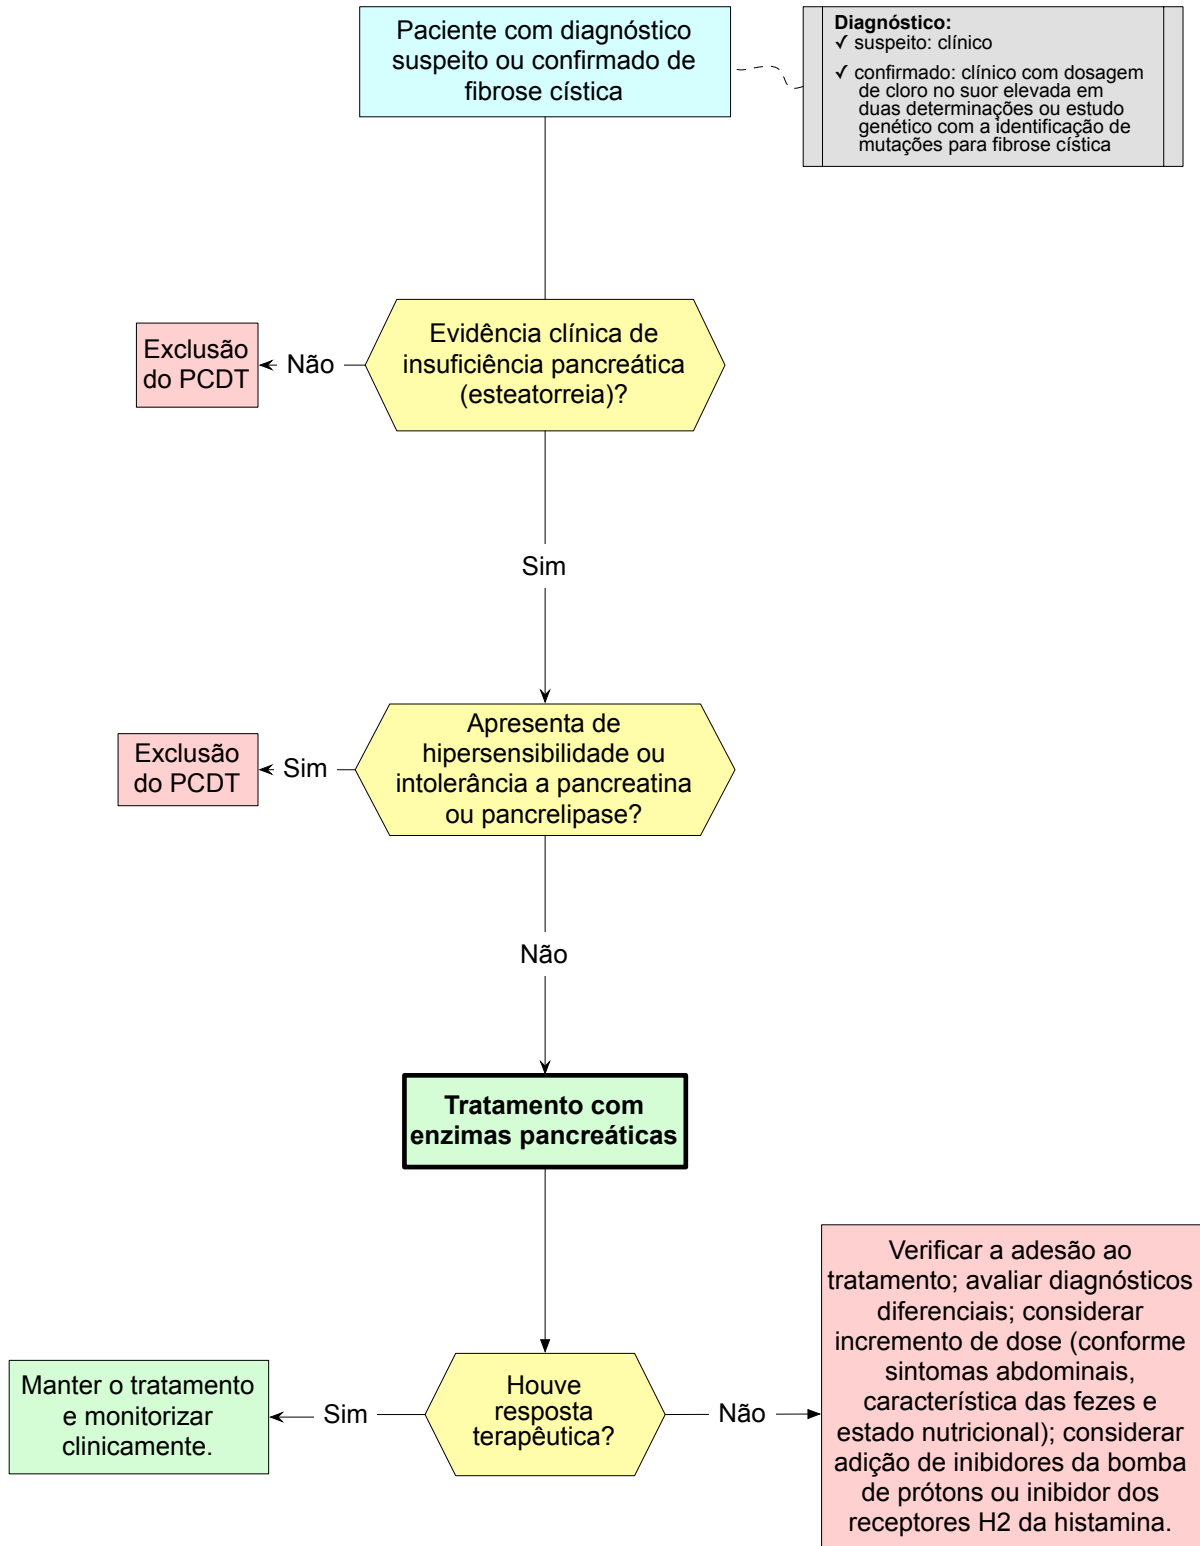 Paciente com diagnóstico
suspeito ou confirmado de
fibrose cística
Diagnóstico:
✓ suspeito: clínico
✓ confirmado: clínico com dosagem
de cloro no suor elevada em
duas determinações ou estudo
genético com a identificação de
mutações para fibrose cística
Evidência clínica de
insuficiência pancreática
(esteatorreia)?
Não
Exclusão
do PCDT
Sim
Apresenta de
hipersensibilidade ou
intolerância a pancreatina
ou pancrelipase?
Sim
Exclusão
do PCDT
Não
Tratamento com
enzimas pancreáticas
Houve
resposta
terapêutica?
Sim
Manter o tratamento
e monitorizar
clinicamente.
Não
Verificar a adesão ao
tratamento; avaliar diagnósticos
diferenciais; considerar
incremento de dose (conforme
sintomas abdominais,
característica das fezes e
estado nutricional); considerar
adição de inibidores da bomba
de prótons ou inibidor dos
receptores H2 da histamina.